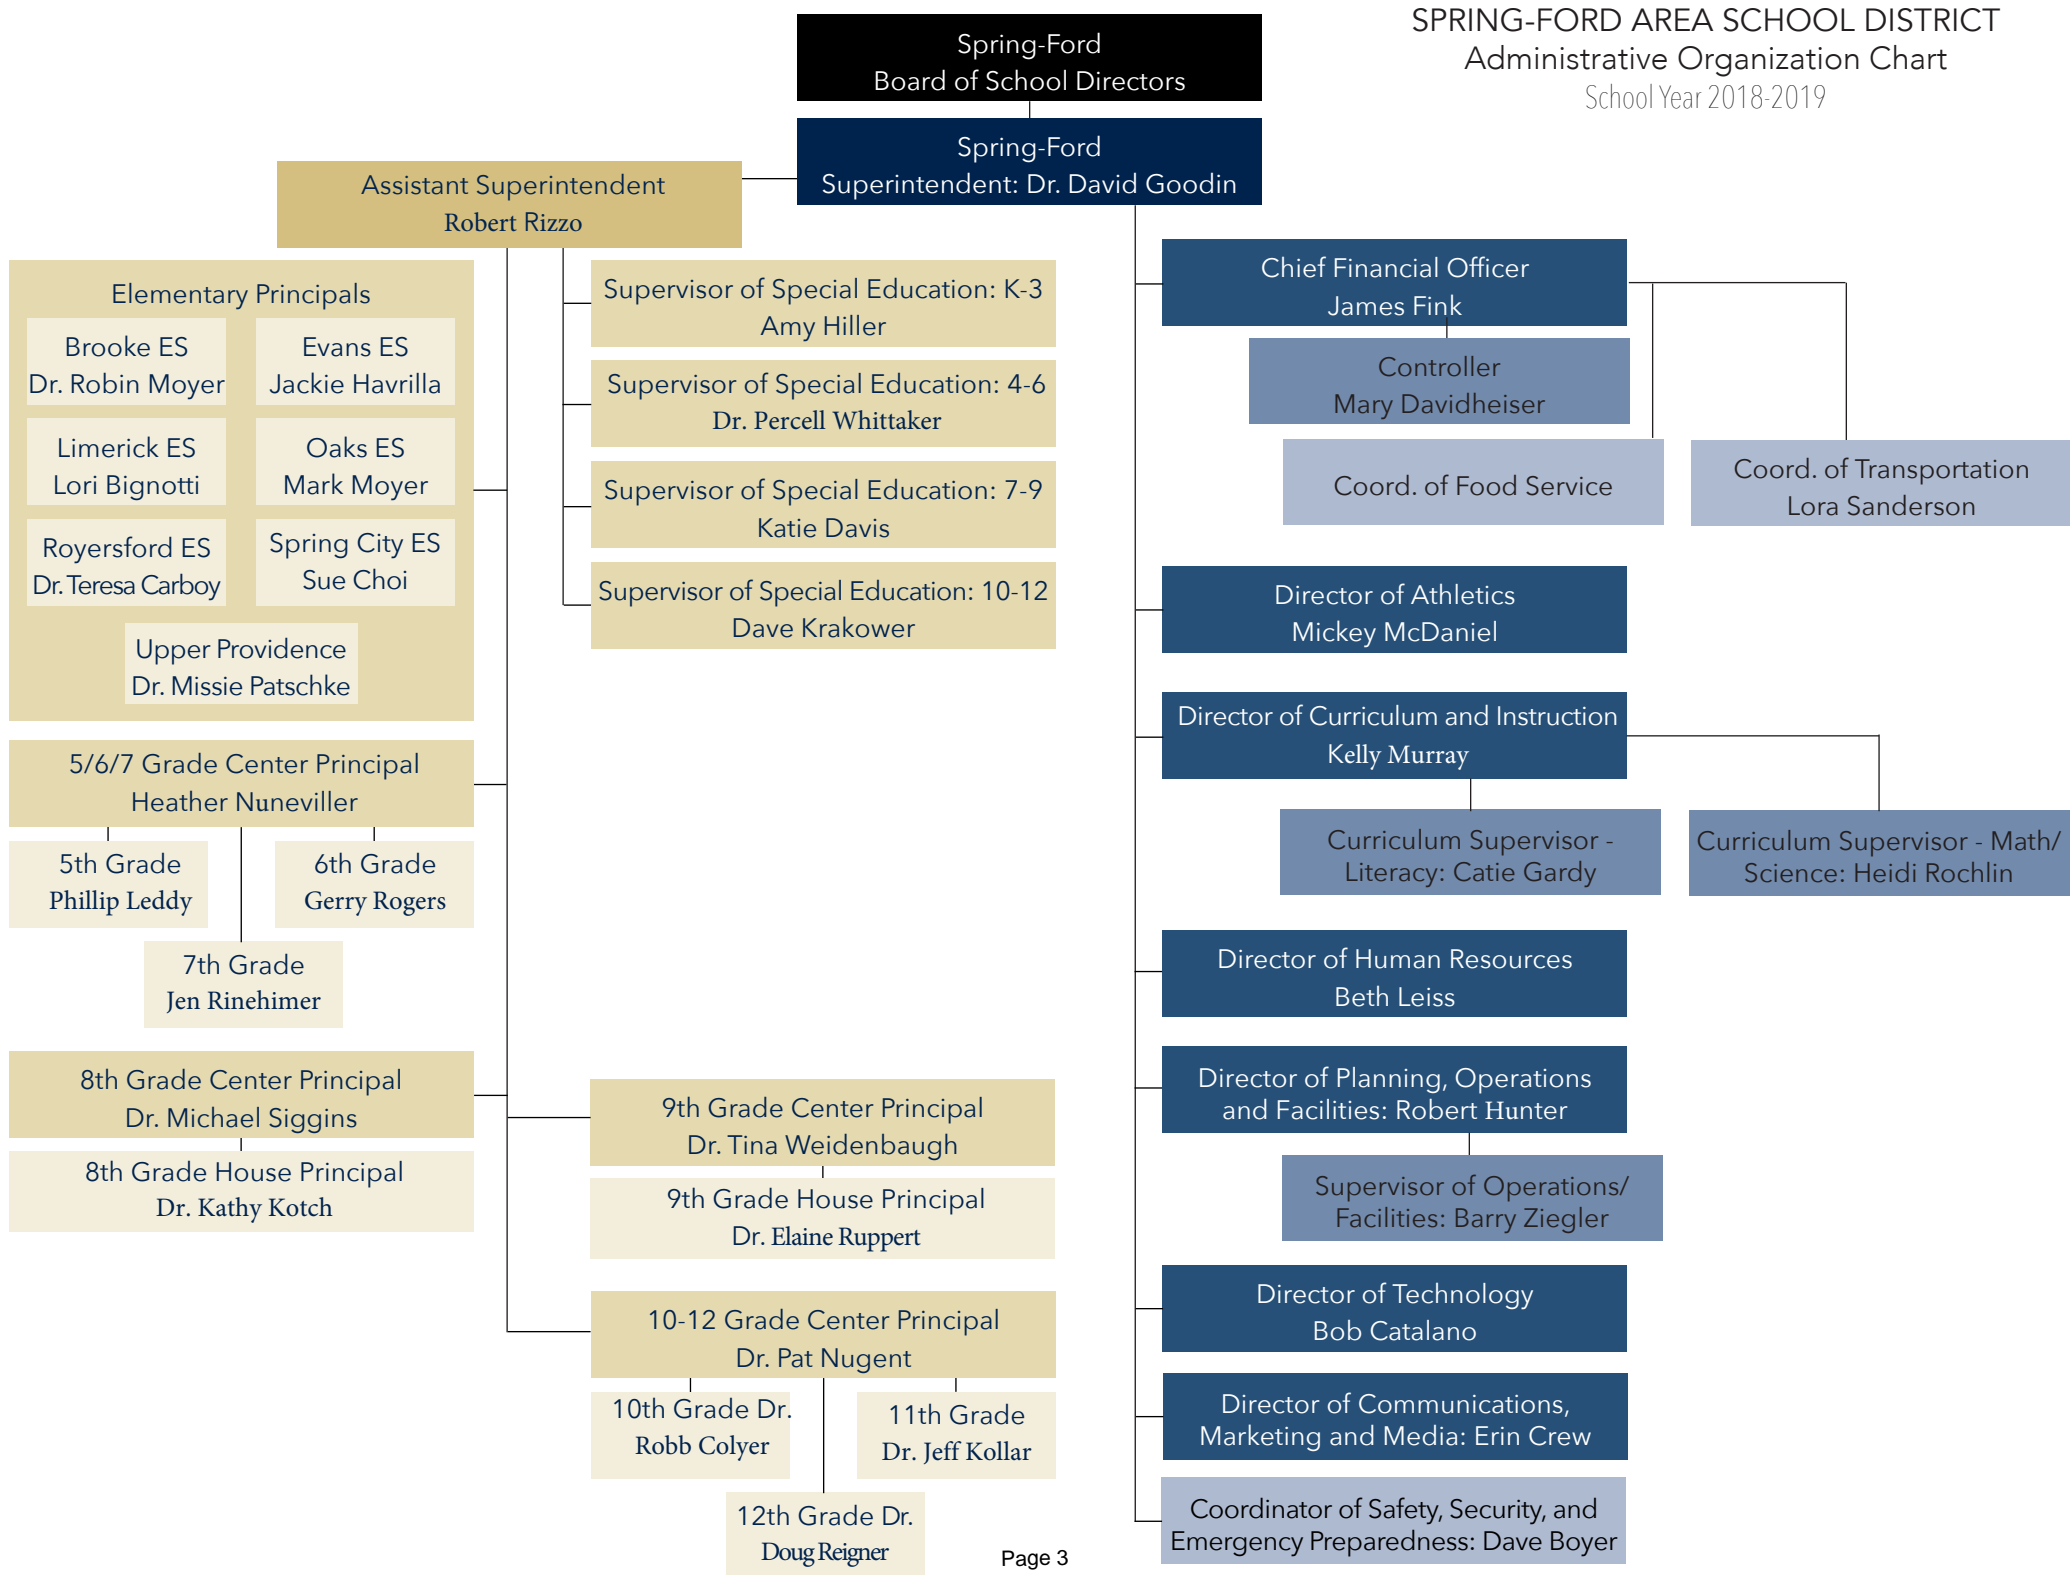 SPRING-FORD AREA SCHOOL DISTRICT
Administrative Organization Chart
School Year 2018-2019
Spring-Ford
Board of School Directors
Spring-Ford
Superintendent: Dr. David Goodin
Assistant Superintendent
Robert Rizzo
Elementary Principals
Brooke ES
Dr. Robin Moyer
Evans ES
Jackie Havrilla
Limerick ES
Lori Bignotti
Oaks ES
Mark Moyer
Royersford ES
Dr. Teresa Carboy
Spring City ES
Sue Choi
Upper Providence
Dr. Missie Patschke
5/6/7 Grade Center Principal
Heather Nuneviller
5th Grade
Phillip Leddy
6th Grade
Gerry Rogers
7th Grade
Jen Rinehimer
8th Grade Center Principal
Dr. Michael Siggins
8th Grade House Principal
Dr. Kathy Kotch
Supervisor of Special Education: K-3
Amy Hiller
Supervisor of Special Education: 4-6
Dr. Percell Whittaker
Supervisor of Special Education: 7-9
Katie Davis
Supervisor of Special Education: 10-12
Dave Krakower
9th Grade Center Principal
Dr. Tina Weidenbaugh
9th Grade House Principal
Dr. Elaine Ruppert
10-12 Grade Center Principal
Dr. Pat Nugent
10th Grade Dr.
Robb Colyer
11th Grade
Dr. Jeff Kollar
12th Grade Dr.
Doug Reigner
Chief Financial Officer
James Fink
Controller
Mary Davidheiser
Coord. of Food Service
Coord. of Transportation
Lora Sanderson
Director of Athletics
Mickey McDaniel
Director of Curriculum and Instruction
Kelly Murray
Curriculum Supervisor -
Literacy: Catie Gardy
Curriculum Supervisor - Math/
Science: Heidi Rochlin
Director of Human Resources
Beth Leiss
Director of Planning, Operations
and Facilities: Robert Hunter
Supervisor of Operations/
Facilities: Barry Ziegler
Director of Technology
Bob Catalano
Director of Communications,
Marketing and Media: Erin Crew
Coordinator of Safety, Security, and
Emergency Preparedness: Dave Boyer
Page 3